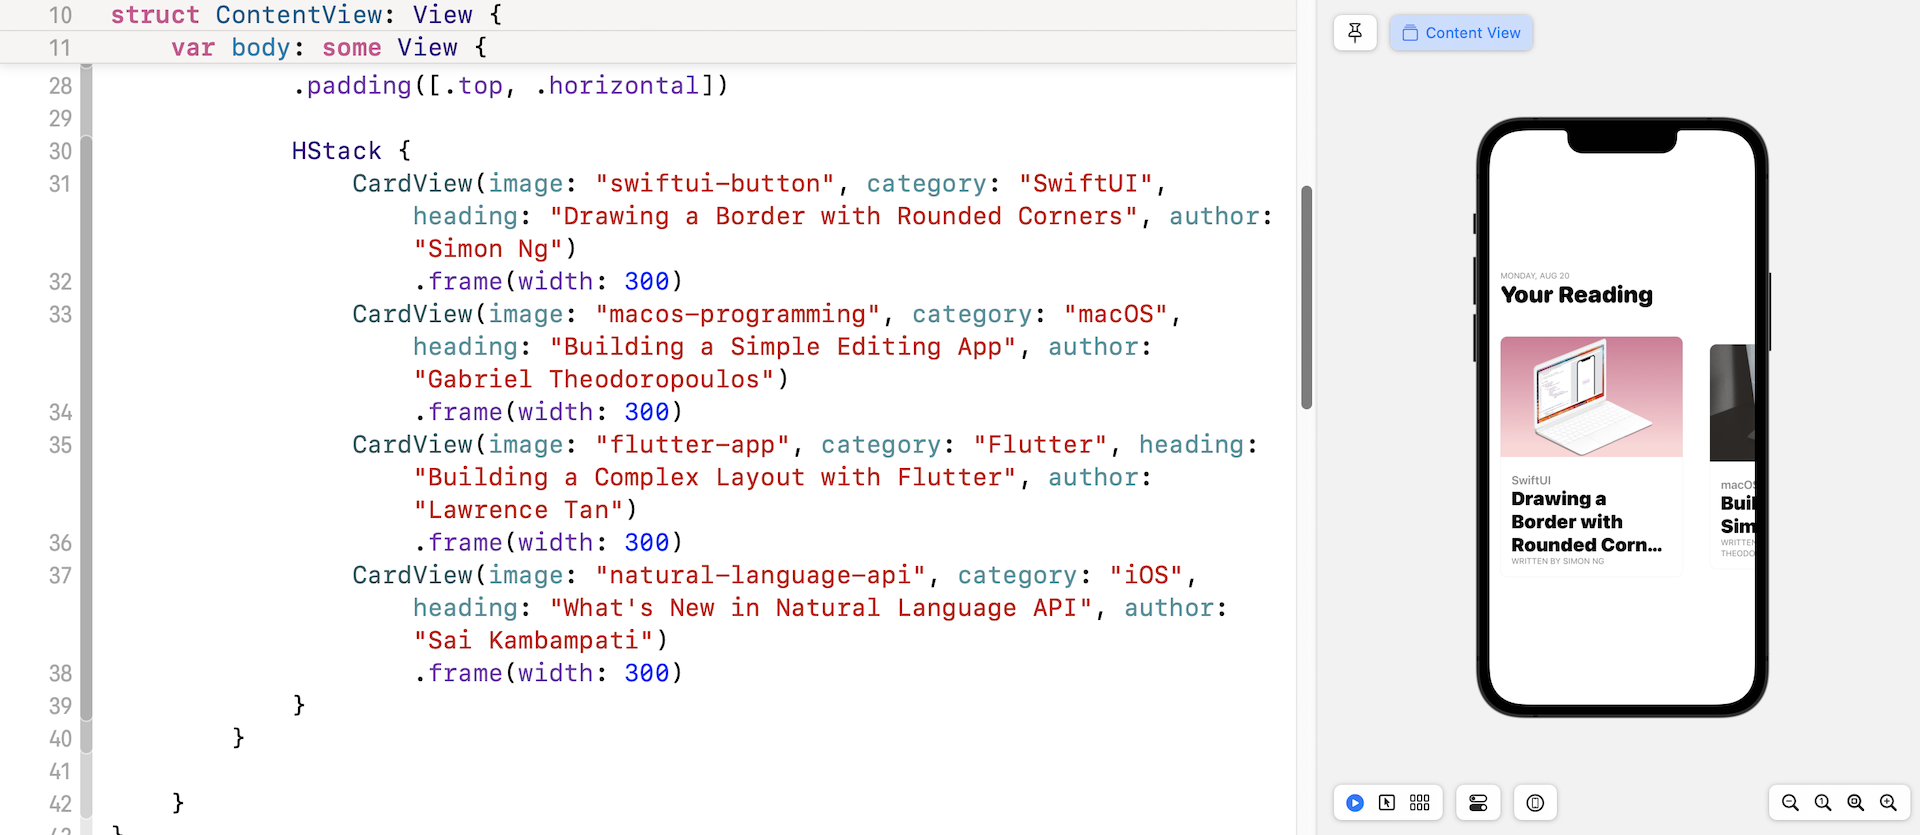 10 struct ContentView: View {
11 var body: some View {
28 .padding([.top, .horizontal])
29
30 HStack {
31 CardView(image: "swiftui-button", category: "SwiftUI",
heading: "Drawing a Border with Rounded Corners", author:
"Simon Ng")
32 .frame(width: 300)
33 CardView(image: "macos-programming", category: "macOS",
heading: "Building a Simple Editing App", author:
"Gabriel Theodoropoulos")
34 .frame(width: 300)
35 CardView(image: "flutter-app", category: "Flutter", heading:
"Building a Complex Layout with Flutter", author:
"Lawrence Tan")
36 .frame(width: 300)
37 CardView(image: "natural-language-api", category: "iOS",
heading: "What's New in Natural Language API", author:
"Sai Kambampati")
38 .frame(width: 300)
39 }
40 }
41
42 }
Content View
MONDAY, AUG 20
Your Reading
SwiftUI
Drawing a
Border with
Rounded Corn...
WRITTEN BY SIMON NG
macOS
Buil
Sim
WRITTEN
THEODO